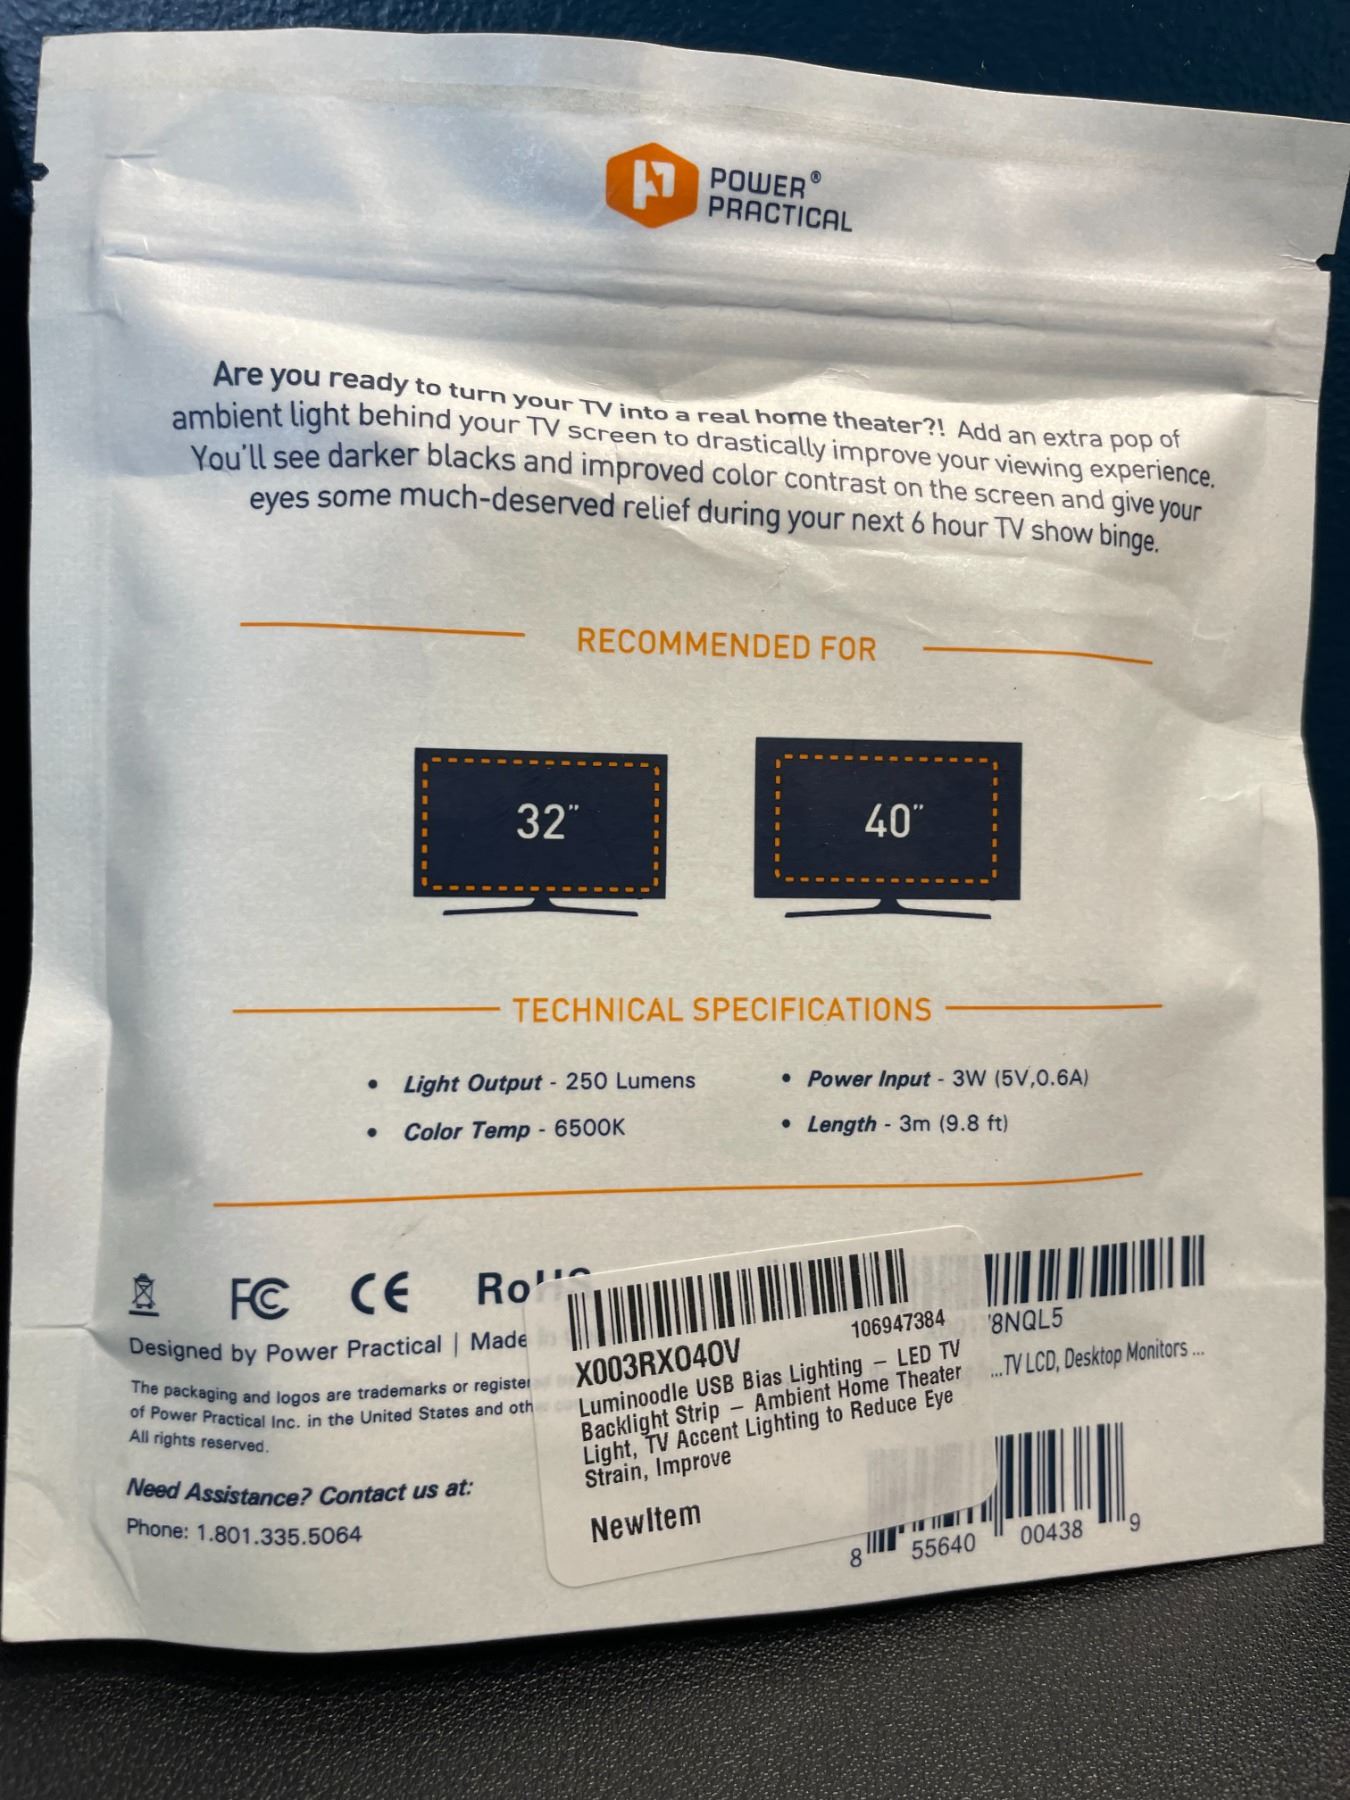 POWER®
PRACTICAL
Are you ready to turn your TV into a real home theater?! Add an extra pop of
ambient light behind your TV screen to drastically improve your viewing experience.
You'll see darker blacks and improved color contrast on the screen and give your
eyes some much-deserved relief during your next 6 hour TV show binge.
RECOMMENDED FOR
32"
40"
TECHNICAL SPECIFICATIONS
• Light Output - 250 Lumens
• Color Temp - 6500K
• Power Input - 3W (5V,0.6A)
• Length - 3m (9.8 ft)
FC CE RoHS
Designed by Power Practical | Made
The packaging and logos are trademarks or register
of Power Practical Inc. in the United States and oth
All rights reserved.
Need Assistance? Contact us at:
Phone: 1.801.335.5064
106947384
X003RXO4OV
Luminoodle USB Bias Lighting – LED TV
Backlight Strip – Ambient Home Theater
Light, TV Accent Lighting to Reduce Eye
Strain, Improve
NewItem
8NQL5
...TV LCD, Desktop Monitors ...
8 55640 00438 9